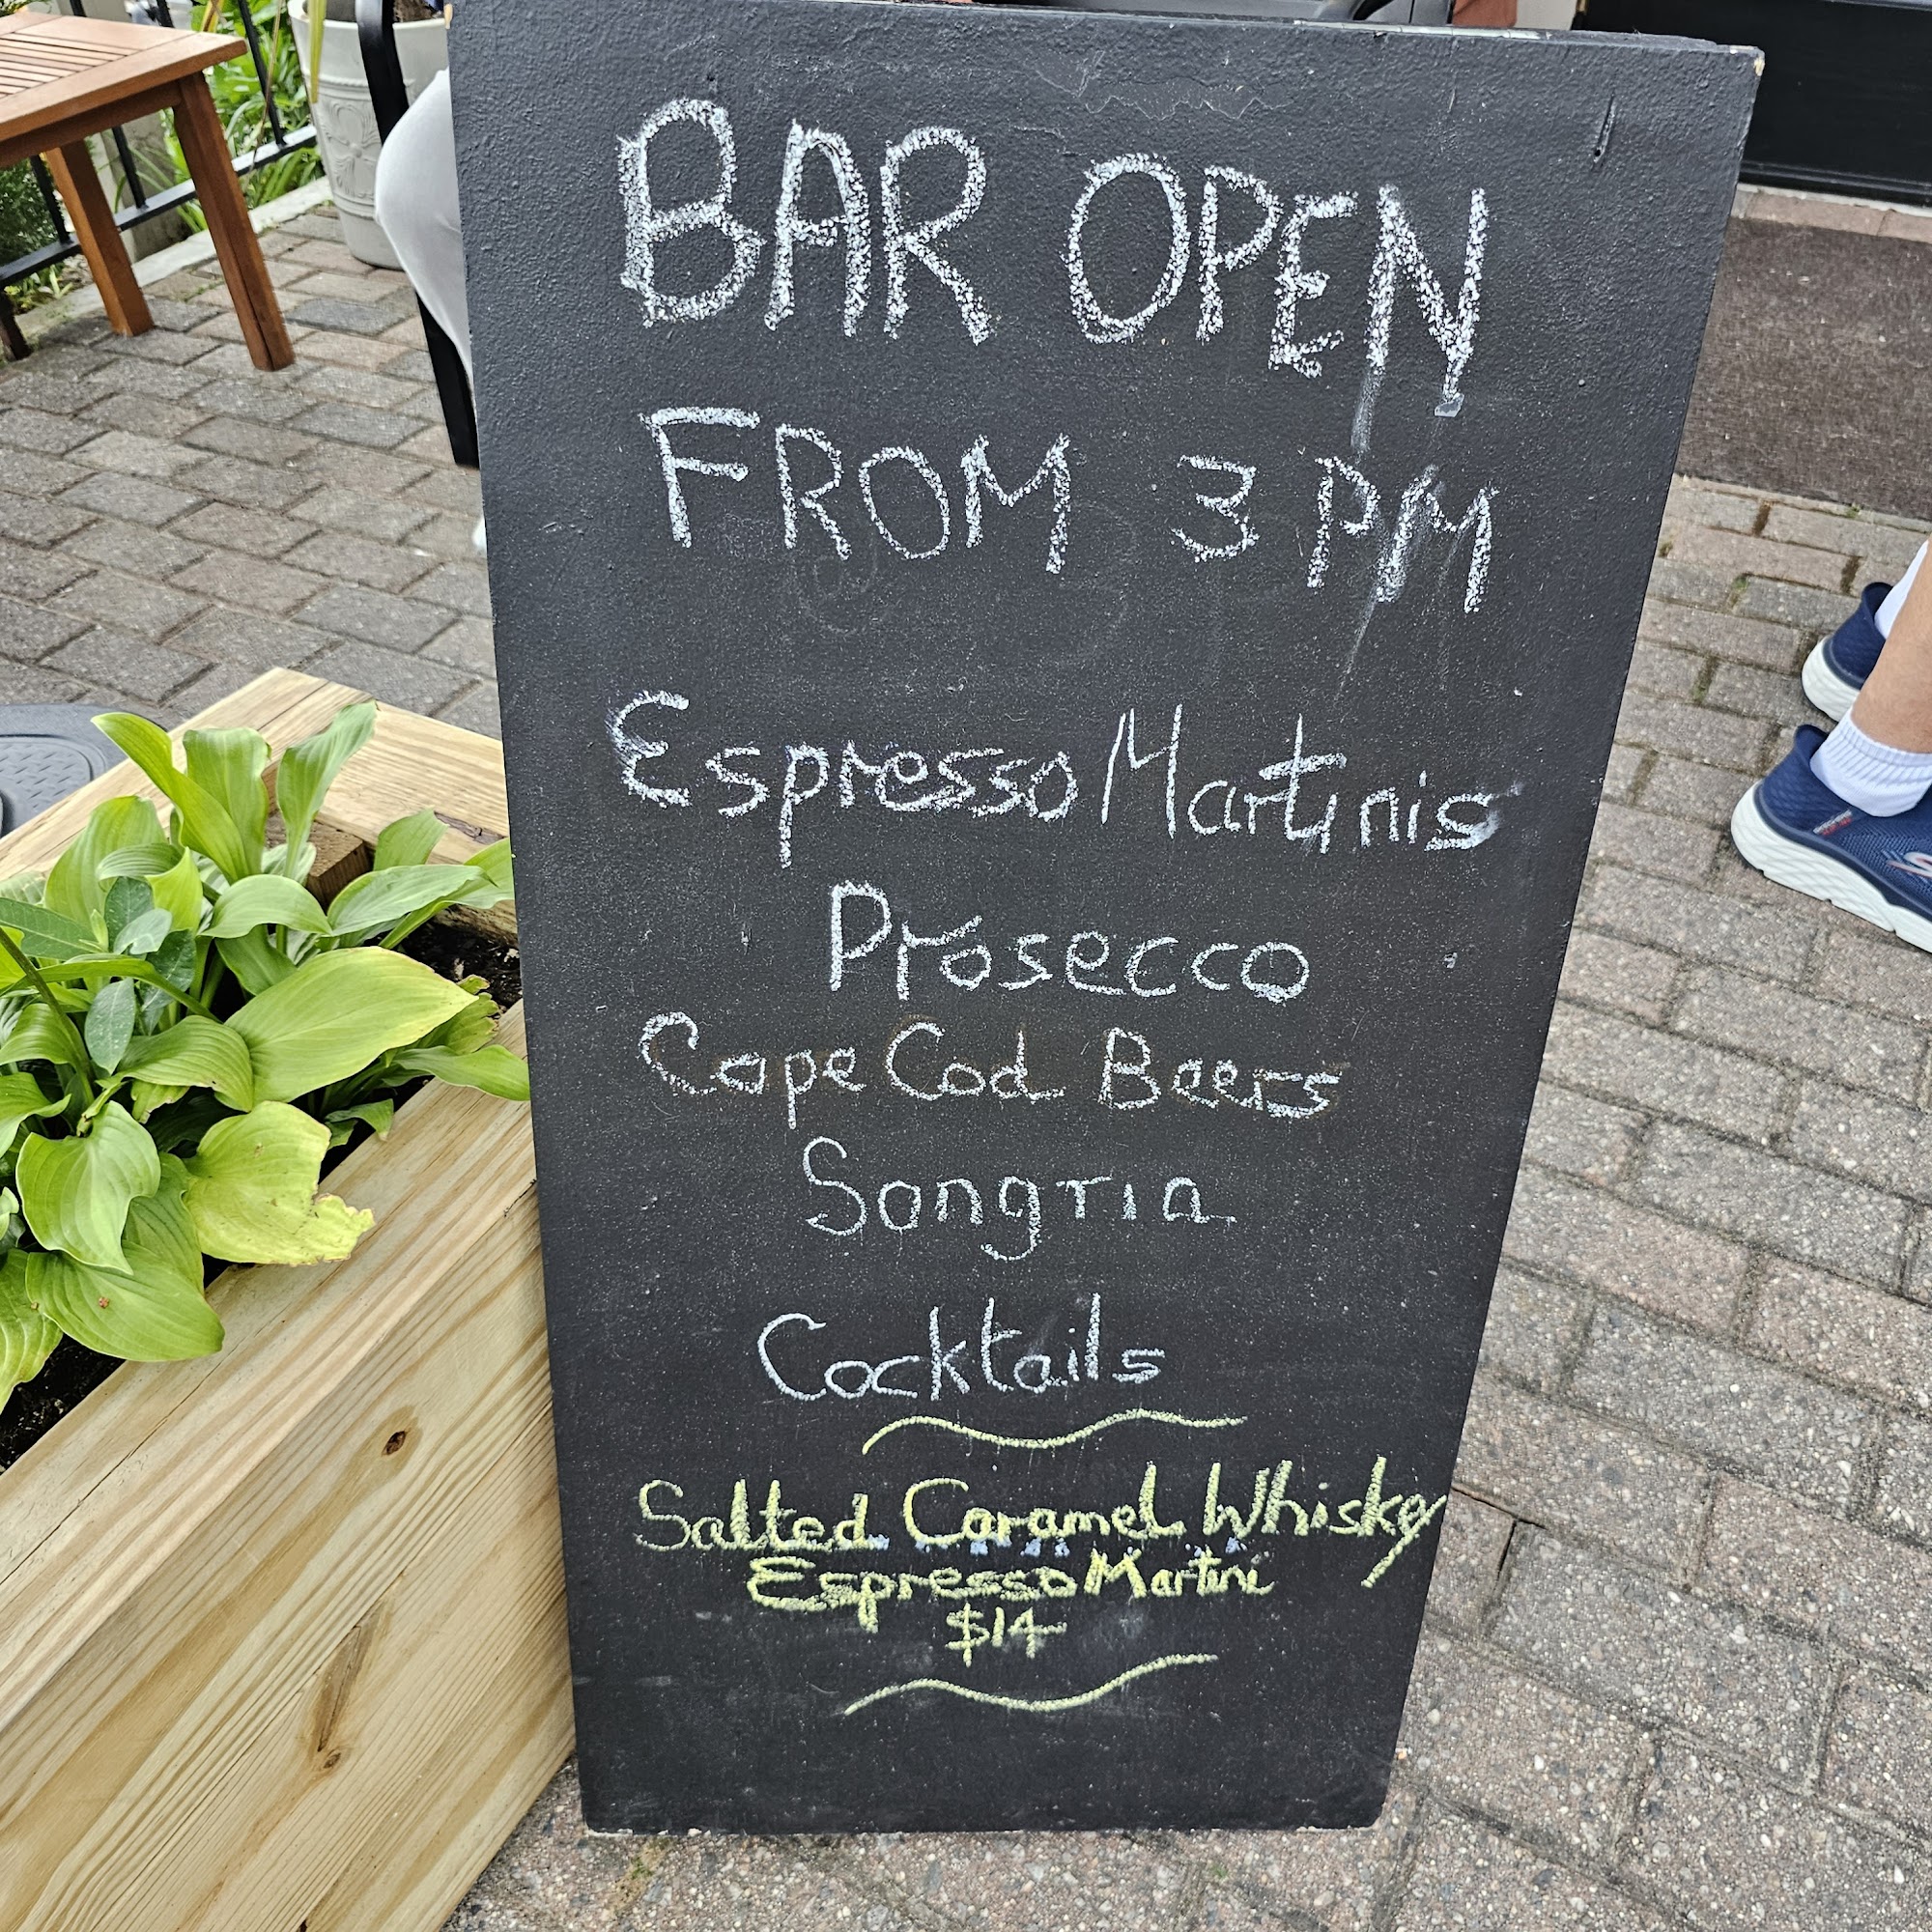 BAR OPEN
FROM 3 PM
Espresso Martinis
Prosecco
Cape Cod Beers
Sangria
Cocktails
Salted Caramel Whiskey
Espresso Martini
$14